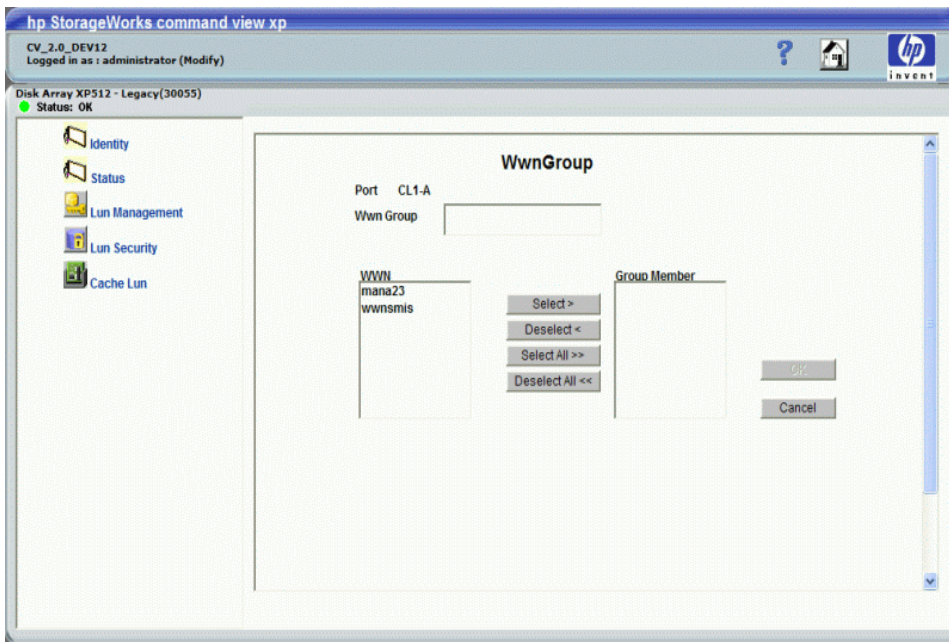 hp StorageWorks command view xp
CV_2.0_DEV12
Logged in as : administrator (Modify)
?
hp
invent
Disk Array XP512 - Legacy(30055)
Status: OK
Identity
Status
Lun Management
Lun Security
Cache Lun
WwnGroup
Port CL1-A
Wwn Group
WWN
Group Member
mana23
wwnsmis
Select >
Deselect <
Select All >>
Deselect All <<
OK
Cancel